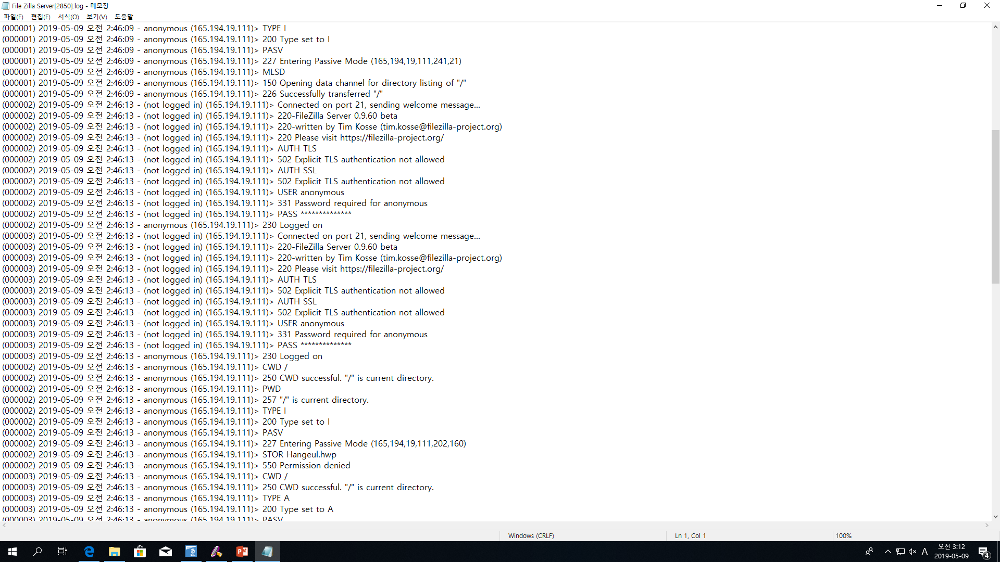 File Zilla Server[2850].log - 메모장
파일(F) 편집(E) 서식(O) 보기(V) 도움말
(000001) 2019-05-09 오전 2:46:09 - anonymous (165.194.19.111)> TYPE I
(000001) 2019-05-09 오전 2:46:09 - anonymous (165.194.19.111)> 200 Type set to I
(000001) 2019-05-09 오전 2:46:09 - anonymous (165.194.19.111)> PASV
(000001) 2019-05-09 오전 2:46:09 - anonymous (165.194.19.111)> 227 Entering Passive Mode (165,194,19,111,241,21)
(000001) 2019-05-09 오전 2:46:09 - anonymous (165.194.19.111)> MLSD
(000001) 2019-05-09 오전 2:46:09 - anonymous (165.194.19.111)> 150 Opening data channel for directory listing of "/"
(000001) 2019-05-09 오전 2:46:09 - anonymous (165.194.19.111)> 226 Successfully transferred "/"
(000002) 2019-05-09 오전 2:46:13 - (not logged in) (165.194.19.111)> Connected on port 21, sending welcome message...
(000002) 2019-05-09 오전 2:46:13 - (not logged in) (165.194.19.111)> 220-FileZilla Server 0.9.60 beta
(000002) 2019-05-09 오전 2:46:13 - (not logged in) (165.194.19.111)> 220-written by Tim Kosse (tim.kosse@filezilla-project.org)
(000002) 2019-05-09 오전 2:46:13 - (not logged in) (165.194.19.111)> 220 Please visit https://filezilla-project.org/
(000002) 2019-05-09 오전 2:46:13 - (not logged in) (165.194.19.111)> AUTH TLS
(000002) 2019-05-09 오전 2:46:13 - (not logged in) (165.194.19.111)> 502 Explicit TLS authentication not allowed
(000002) 2019-05-09 오전 2:46:13 - (not logged in) (165.194.19.111)> AUTH SSL
(000002) 2019-05-09 오전 2:46:13 - (not logged in) (165.194.19.111)> 502 Explicit TLS authentication not allowed
(000002) 2019-05-09 오전 2:46:13 - (not logged in) (165.194.19.111)> USER anonymous
(000002) 2019-05-09 오전 2:46:13 - (not logged in) (165.194.19.111)> 331 Password required for anonymous
(000002) 2019-05-09 오전 2:46:13 - (not logged in) (165.194.19.111)> PASS **************
(000002) 2019-05-09 오전 2:46:13 - anonymous (165.194.19.111)> 230 Logged on
(000003) 2019-05-09 오전 2:46:13 - (not logged in) (165.194.19.111)> Connected on port 21, sending welcome message...
(000003) 2019-05-09 오전 2:46:13 - (not logged in) (165.194.19.111)> 220-FileZilla Server 0.9.60 beta
(000003) 2019-05-09 오전 2:46:13 - (not logged in) (165.194.19.111)> 220-written by Tim Kosse (tim.kosse@filezilla-project.org)
(000003) 2019-05-09 오전 2:46:13 - (not logged in) (165.194.19.111)> 220 Please visit https://filezilla-project.org/
(000003) 2019-05-09 오전 2:46:13 - (not logged in) (165.194.19.111)> AUTH TLS
(000003) 2019-05-09 오전 2:46:13 - (not logged in) (165.194.19.111)> 502 Explicit TLS authentication not allowed
(000003) 2019-05-09 오전 2:46:13 - (not logged in) (165.194.19.111)> AUTH SSL
(000003) 2019-05-09 오전 2:46:13 - (not logged in) (165.194.19.111)> 502 Explicit TLS authentication not allowed
(000003) 2019-05-09 오전 2:46:13 - (not logged in) (165.194.19.111)> USER anonymous
(000003) 2019-05-09 오전 2:46:13 - (not logged in) (165.194.19.111)> 331 Password required for anonymous
(000003) 2019-05-09 오전 2:46:13 - (not logged in) (165.194.19.111)> PASS **************
(000003) 2019-05-09 오전 2:46:13 - anonymous (165.194.19.111)> 230 Logged on
(000002) 2019-05-09 오전 2:46:13 - anonymous (165.194.19.111)> CWD /
(000002) 2019-05-09 오전 2:46:13 - anonymous (165.194.19.111)> 250 CWD successful. "/" is current directory.
(000002) 2019-05-09 오전 2:46:13 - anonymous (165.194.19.111)> PWD
(000002) 2019-05-09 오전 2:46:13 - anonymous (165.194.19.111)> 257 "/" is current directory.
(000002) 2019-05-09 오전 2:46:13 - anonymous (165.194.19.111)> TYPE I
(000002) 2019-05-09 오전 2:46:13 - anonymous (165.194.19.111)> 200 Type set to I
(000002) 2019-05-09 오전 2:46:13 - anonymous (165.194.19.111)> PASV
(000002) 2019-05-09 오전 2:46:13 - anonymous (165.194.19.111)> 227 Entering Passive Mode (165,194,19,111,202,160)
(000002) 2019-05-09 오전 2:46:13 - anonymous (165.194.19.111)> STOR Hangeul.hwp
(000002) 2019-05-09 오전 2:46:13 - anonymous (165.194.19.111)> 550 Permission denied
(000003) 2019-05-09 오전 2:46:13 - anonymous (165.194.19.111)> CWD /
(000003) 2019-05-09 오전 2:46:13 - anonymous (165.194.19.111)> 250 CWD successful. "/" is current directory.
(000003) 2019-05-09 오전 2:46:13 - anonymous (165.194.19.111)> TYPE A
(000003) 2019-05-09 오전 2:46:13 - anonymous (165.194.19.111)> 200 Type set to A
(000003) 2019-05-09 오전 2:46:13 - anonymous (165.194.19.111)> PASV
Windows (CRLF) Ln 1, Col 1 100%
A 오전 3:12
2019-05-09 4